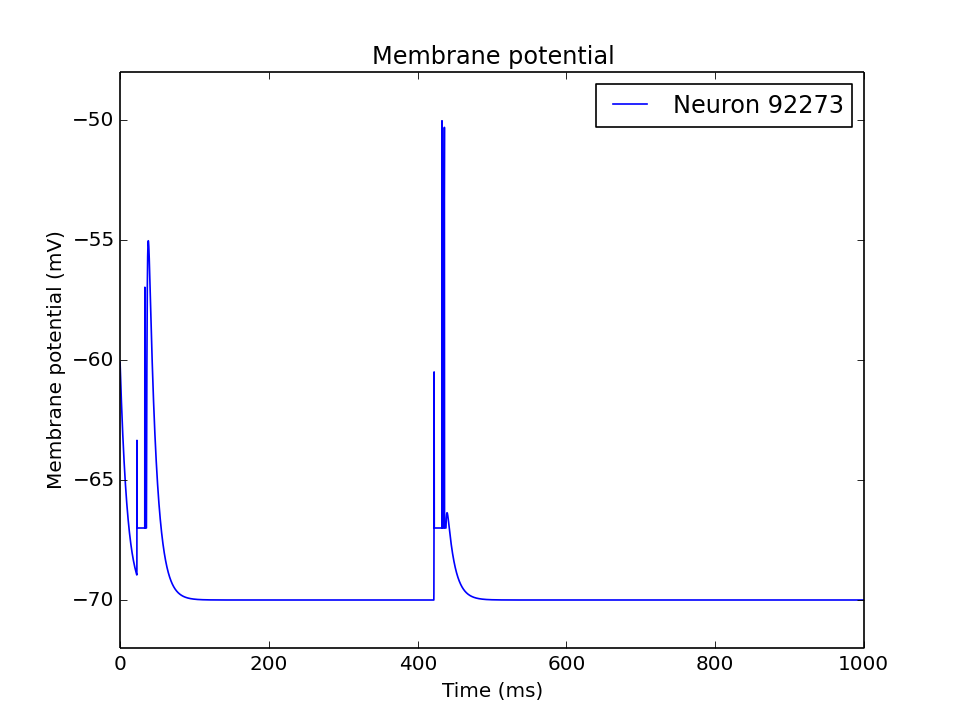 Membrane potential
Neuron 92273
−50
−55
−60
−65
−70
Membrane potential (mV)
0 200 400 600 800 1000
Time (ms)